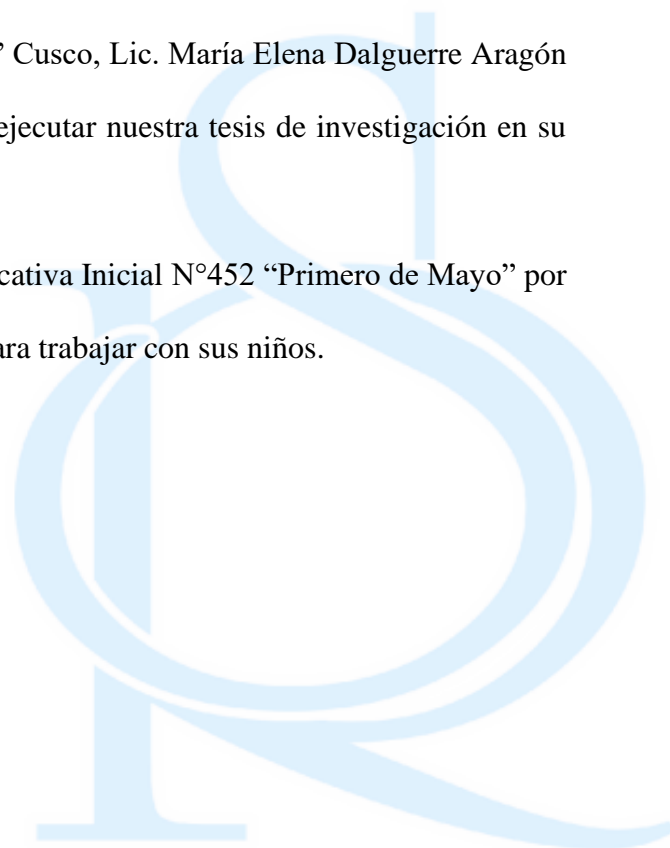 ” Cusco, Lic. María Elena Dalguerre Aragón
ejecutar nuestra tesis de investigación en su
cativa Inicial N°452 “Primero de Mayo” por
ara trabajar con sus niños.